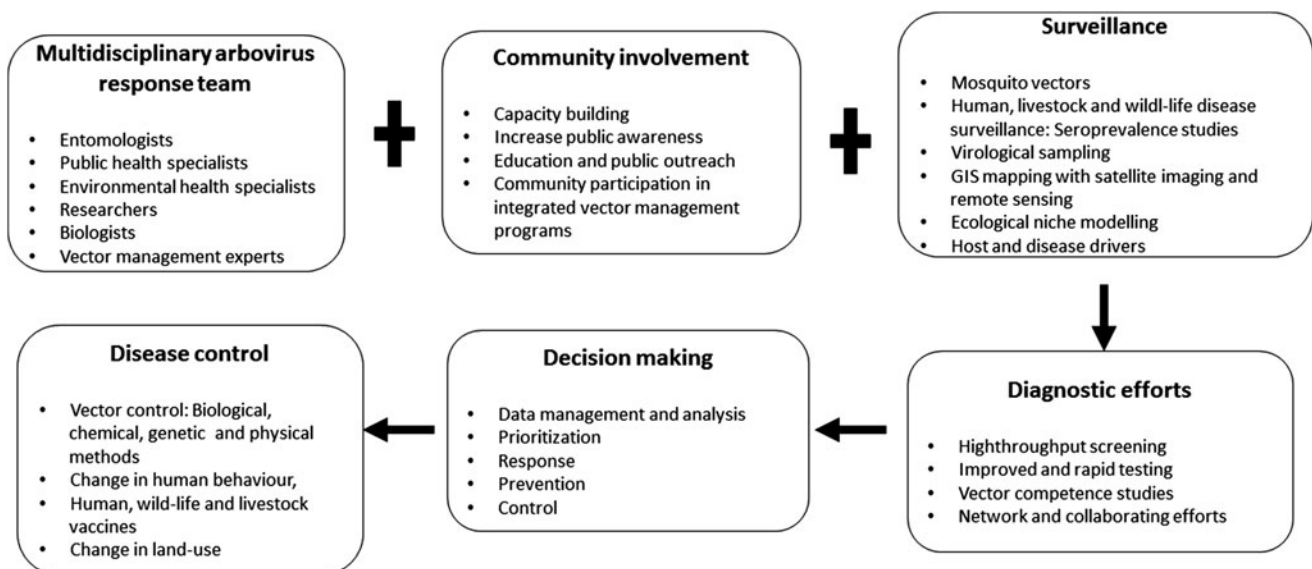 Multidisciplinary arbovirus
response team
• Entomologists
• Public health specialists
• Environmental health specialists
• Researchers
• Biologists
• Vector management experts
Community involvement
• Capacity building
• Increase public awareness
• Education and public outreach
• Community participation in
integrated vector management
programs
Surveillance
• Mosquito vectors
• Human, livestock and wildl-life disease
surveillance: Seroprevalence studies
• Virological sampling
• GIS mapping with satellite imaging and
remote sensing
• Ecological niche modelling
• Host and disease drivers
Diagnostic efforts
• Highthroughput screening
• Improved and rapid testing
• Vector competence studies
• Network and collaborating efforts
Decision making
• Data management and analysis
• Prioritization
• Response
• Prevention
• Control
Disease control
• Vector control: Biological,
chemical, genetic and physical
methods
• Change in human behaviour,
• Human, wild-life and livestock
vaccines
• Change in land-use